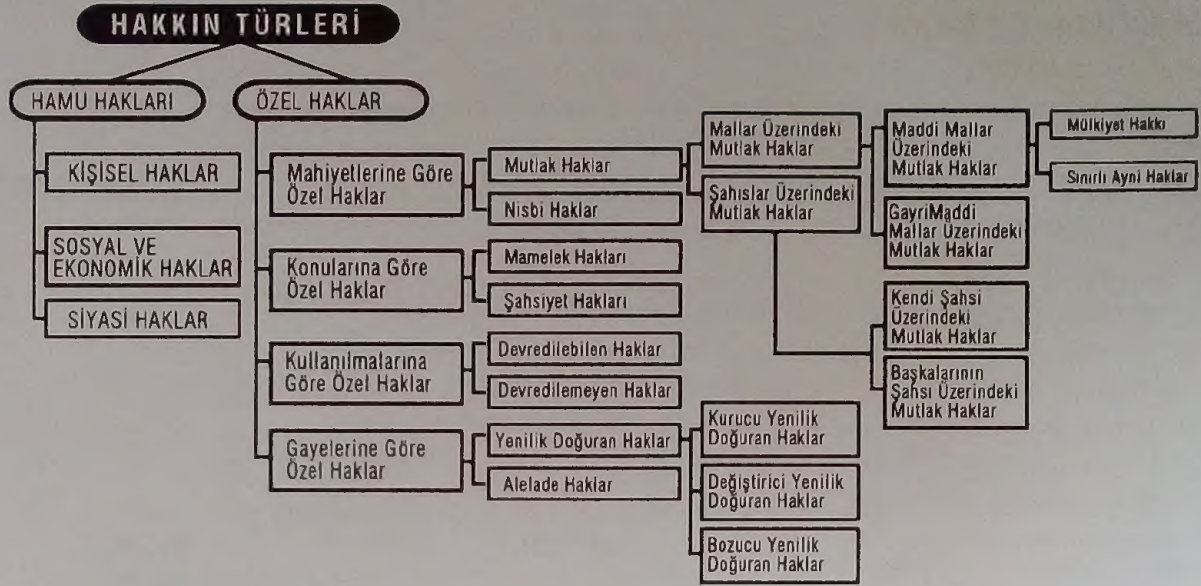 HAKKIN TÜRLERİ
HAMU HAKLARI
KİŞİSEL HAKLAR
SOSYAL VE
EKONOMİK HAKLAR
SİYASİ HAKLAR
ÖZEL HAKLAR
Mahiyetlerine Göre
Özel Haklar
Mutlak Haklar
Mallar Üzerindeki
Mutlak Haklar
Maddi Mallar
Üzerindeki
Mutlak Haklar
Mülkiyet Hakkı
Sınırlı Ayni Haklar
GayriMaddi
Mallar Üzerindeki
Mutlak Haklar
Şahıslar Üzerindeki
Mutlak Haklar
Kendi Şahsi
Üzerindeki
Mutlak Haklar
Başkalarının
Şahsı Üzerindeki
Mutlak Haklar
Nisbi Haklar
Konularına Göre
Özel Haklar
Mamelek Hakları
Şahsiyet Hakları
Kullanılmalarına
Göre Özel Haklar
Devredilebilen Haklar
Devredilemeyen Haklar
Gayelerine Göre
Özel Haklar
Yenilik Doğuran Haklar
Kurucu Yenilik
Doğuran Haklar
Değiştirici Yenilik
Doğuran Haklar
Bozucu Yenilik
Doğuran Haklar
Alelade Haklar